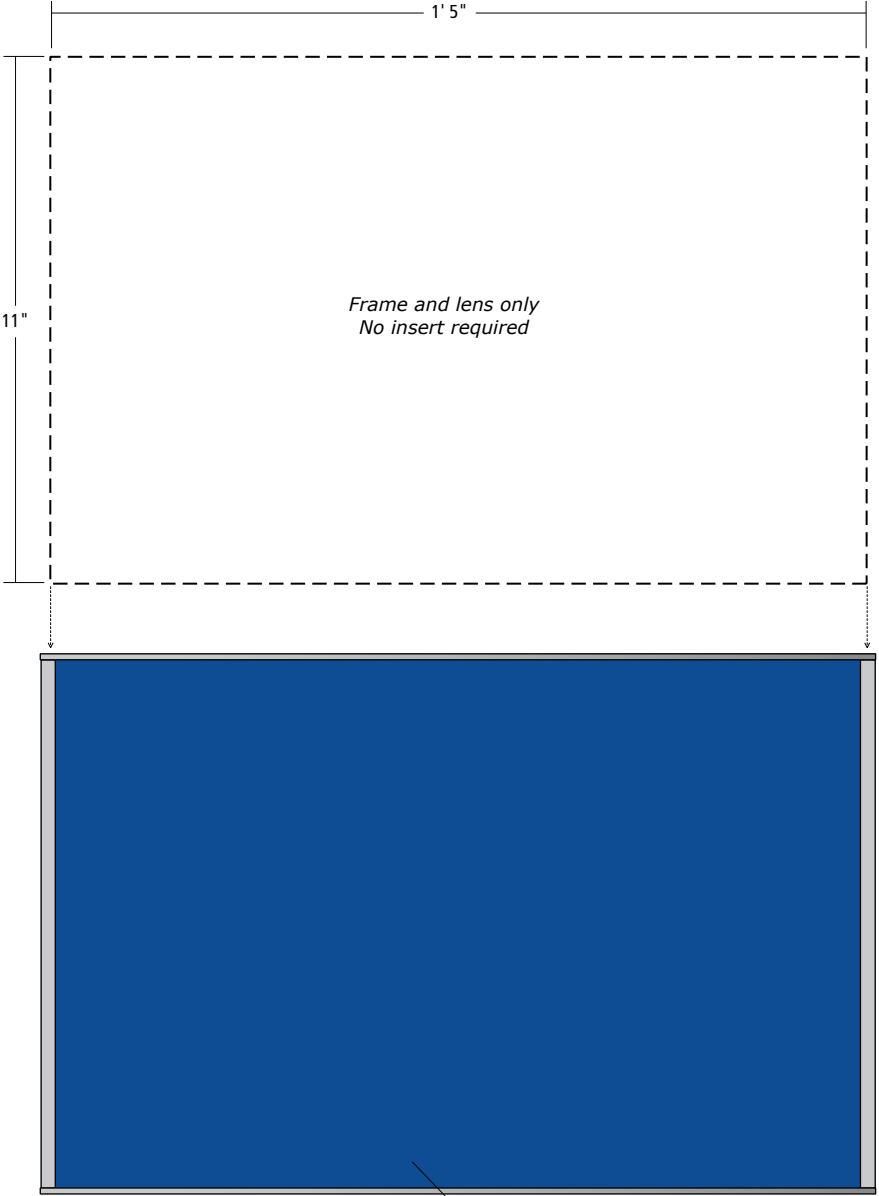 1' 5"
11"
Frame and lens only
No insert required